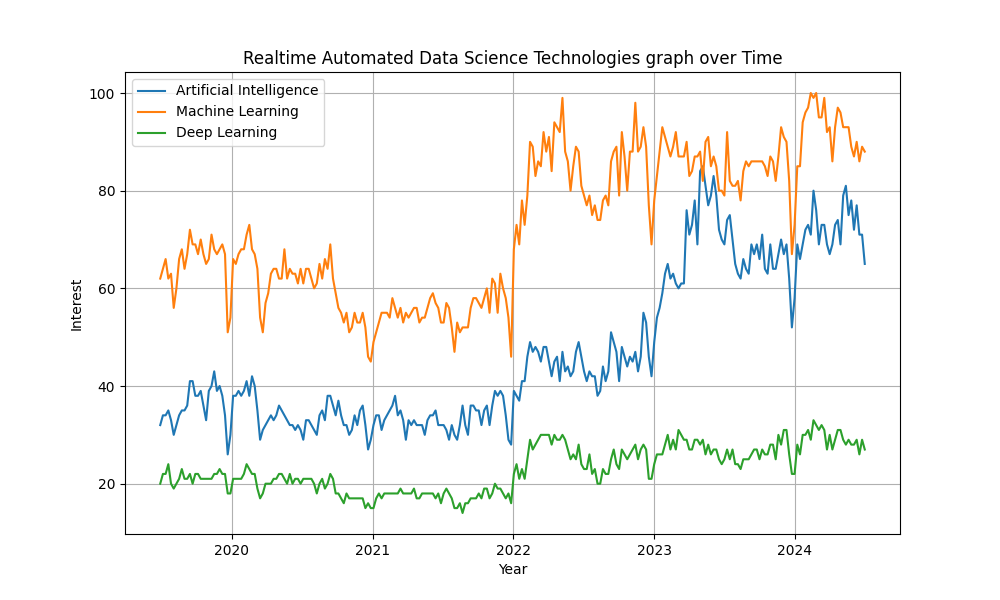 Realtime Automated Data Science Technologies graph over Time
Artificial Intelligence
Machine Learning
Deep Learning
100
80
60
40
20
Interest
2020 2021 2022 2023 2024
Year